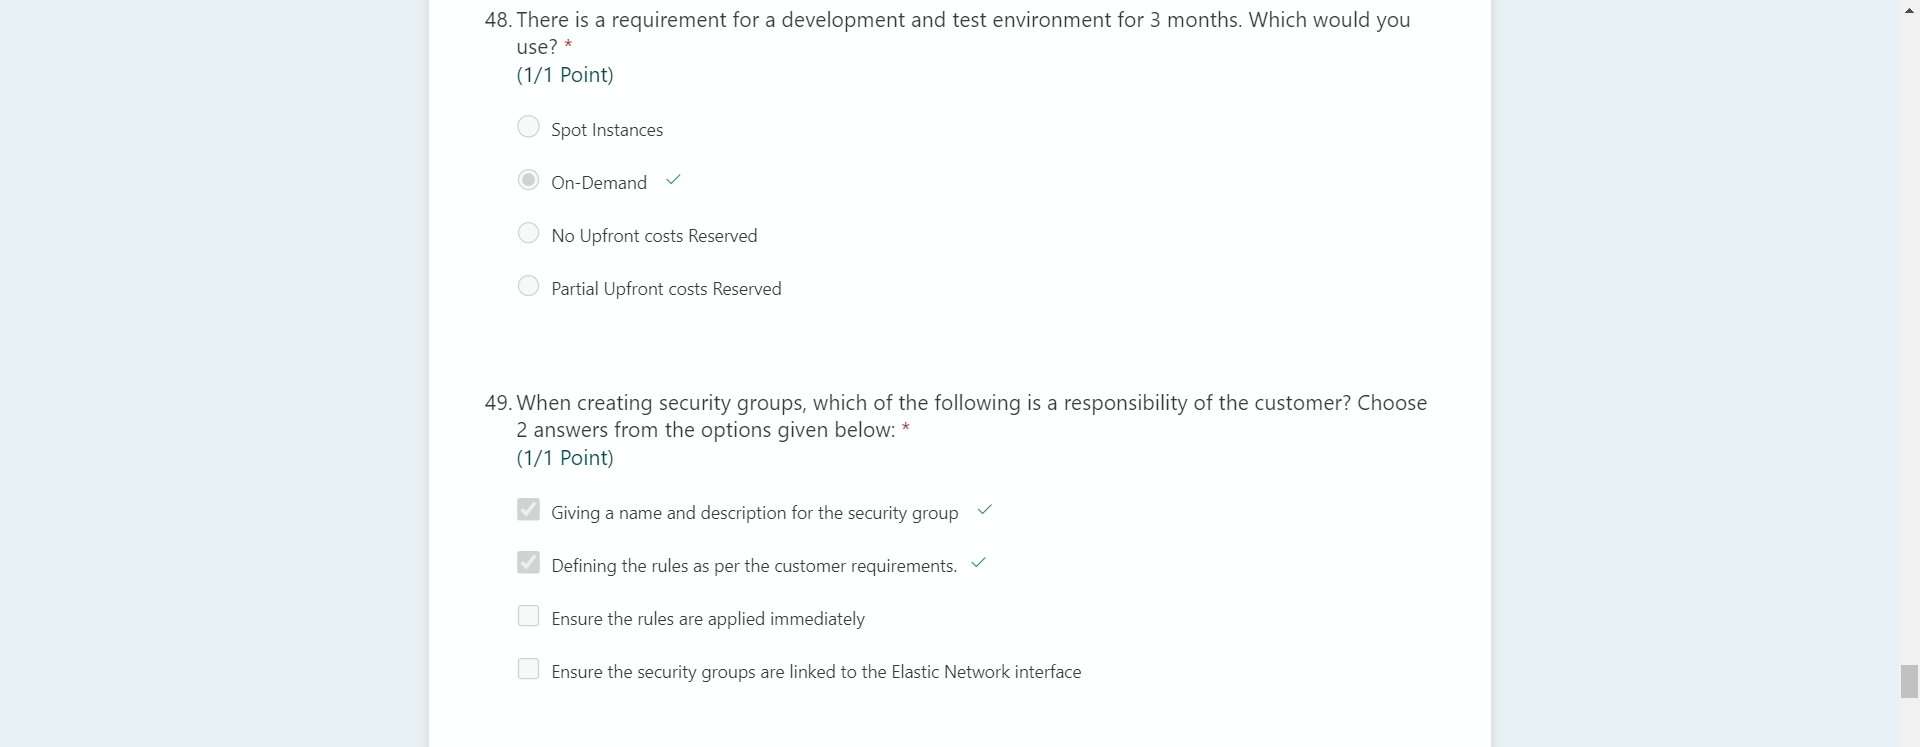 48. There is a requirement for a development and test environment for 3 months. Which would you
use? *
(1/1 Point)
Spot Instances
On-Demand
No Upfront costs Reserved
Partial Upfront costs Reserved
49. When creating security groups, which of the following is a responsibility of the customer? Choose
2 answers from the options given below: *
(1/1 Point)
Giving a name and description for the security group
Defining the rules as per the customer requirements.
Ensure the rules are applied immediately
Ensure the security groups are linked to the Elastic Network interface